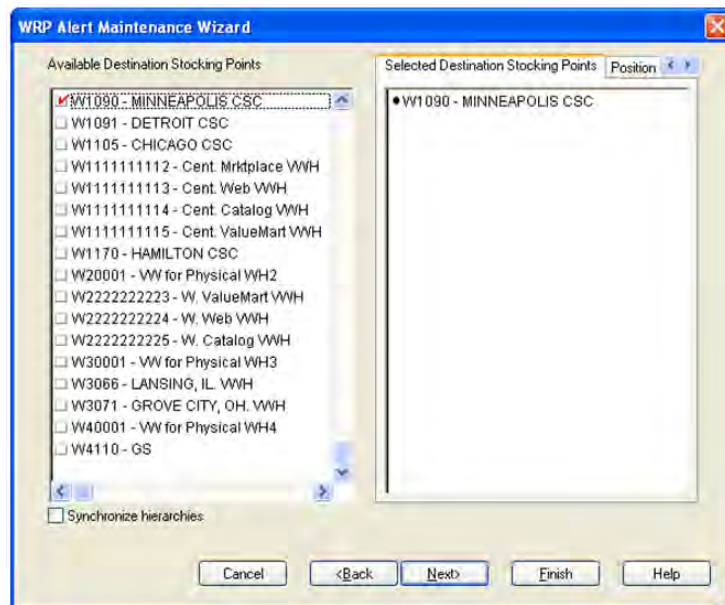 WRP Alert Maintenance Wizard
Available Destination Stocking Points
W1090 - MINNEAPOLIS CSC
W1091 - DETROIT CSC
W1105 - CHICAGO CSC
W1111111112 - Cent. Mrktplace VWH
W1111111113 - Cent. Web VWH
W1111111114 - Cent. Catalog VWH
W1111111115 - Cent. ValueMart VWH
W1170 - HAMILTON CSC
W20001 - VW for Physical WH2
W2222222223 - W. ValueMart VWH
W2222222224 - W. Web VWH
W2222222225 - W. Catalog VWH
W30001 - VW for Physical WH3
W3066 - LANSING, IL. VWH
W3071 - GROVE CITY, OH. VWH
W40001 - VW for Physical WH4
W4110 - GS
Synchronize hierarchies
Selected Destination Stocking Points Position
W1090 - MINNEAPOLIS CSC
Cancel <Back Next> Finish Help